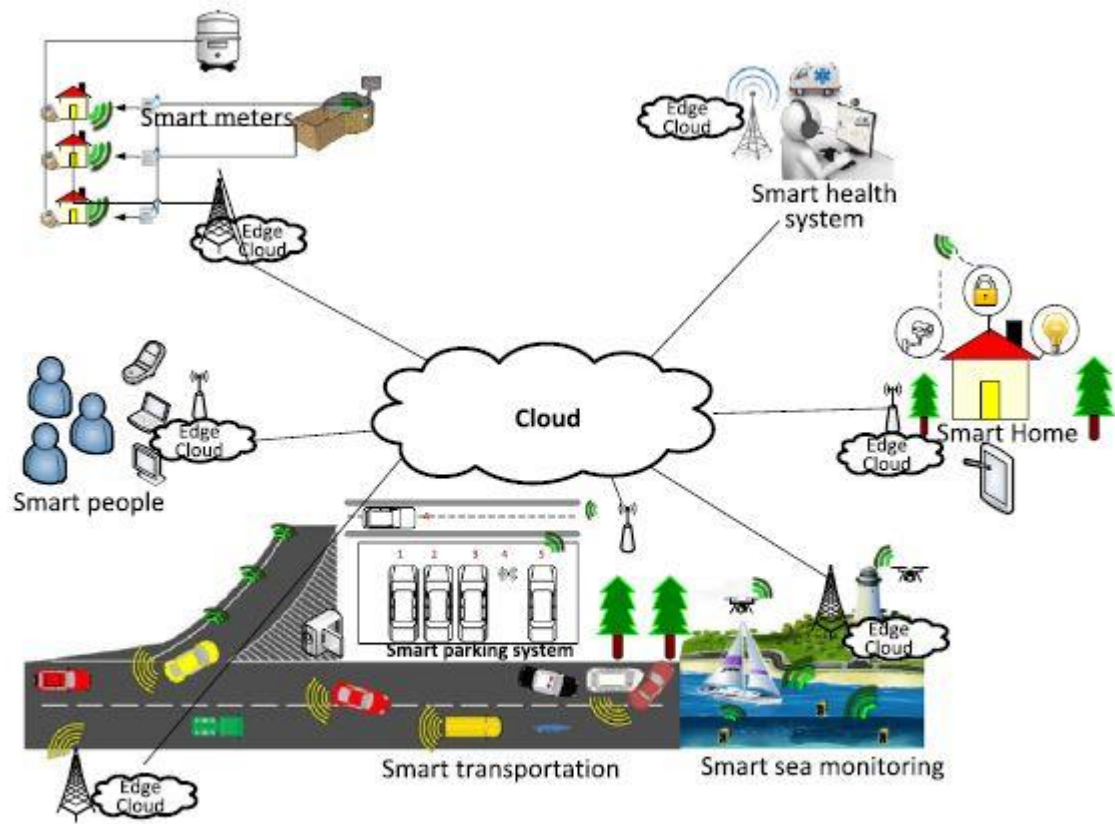 Smart meters
Edge
Cloud
Edge
Cloud
Smart health
system
Cloud
Edge
Cloud
Smart people
Edge
Cloud
Smart Home
1 2 3 4 5
Smart parking system
Edge
Cloud
Smart transportation
Smart sea monitoring
Edge
Cloud